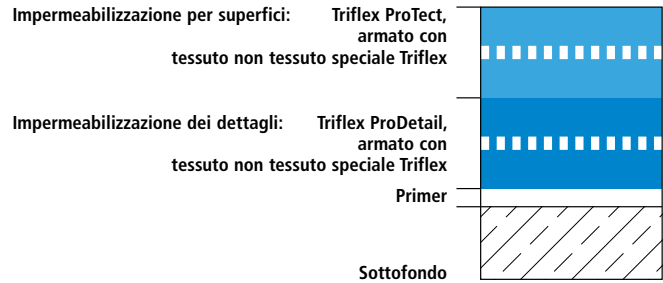 Impermeabilizzazione per superfici: Triflex ProTect,
armato con
tessuto non tessuto speciale Triflex
Impermeabilizzazione dei dettagli: Triflex ProDetail,
armato con
tessuto non tessuto speciale Triflex
Primer
Sottofondo